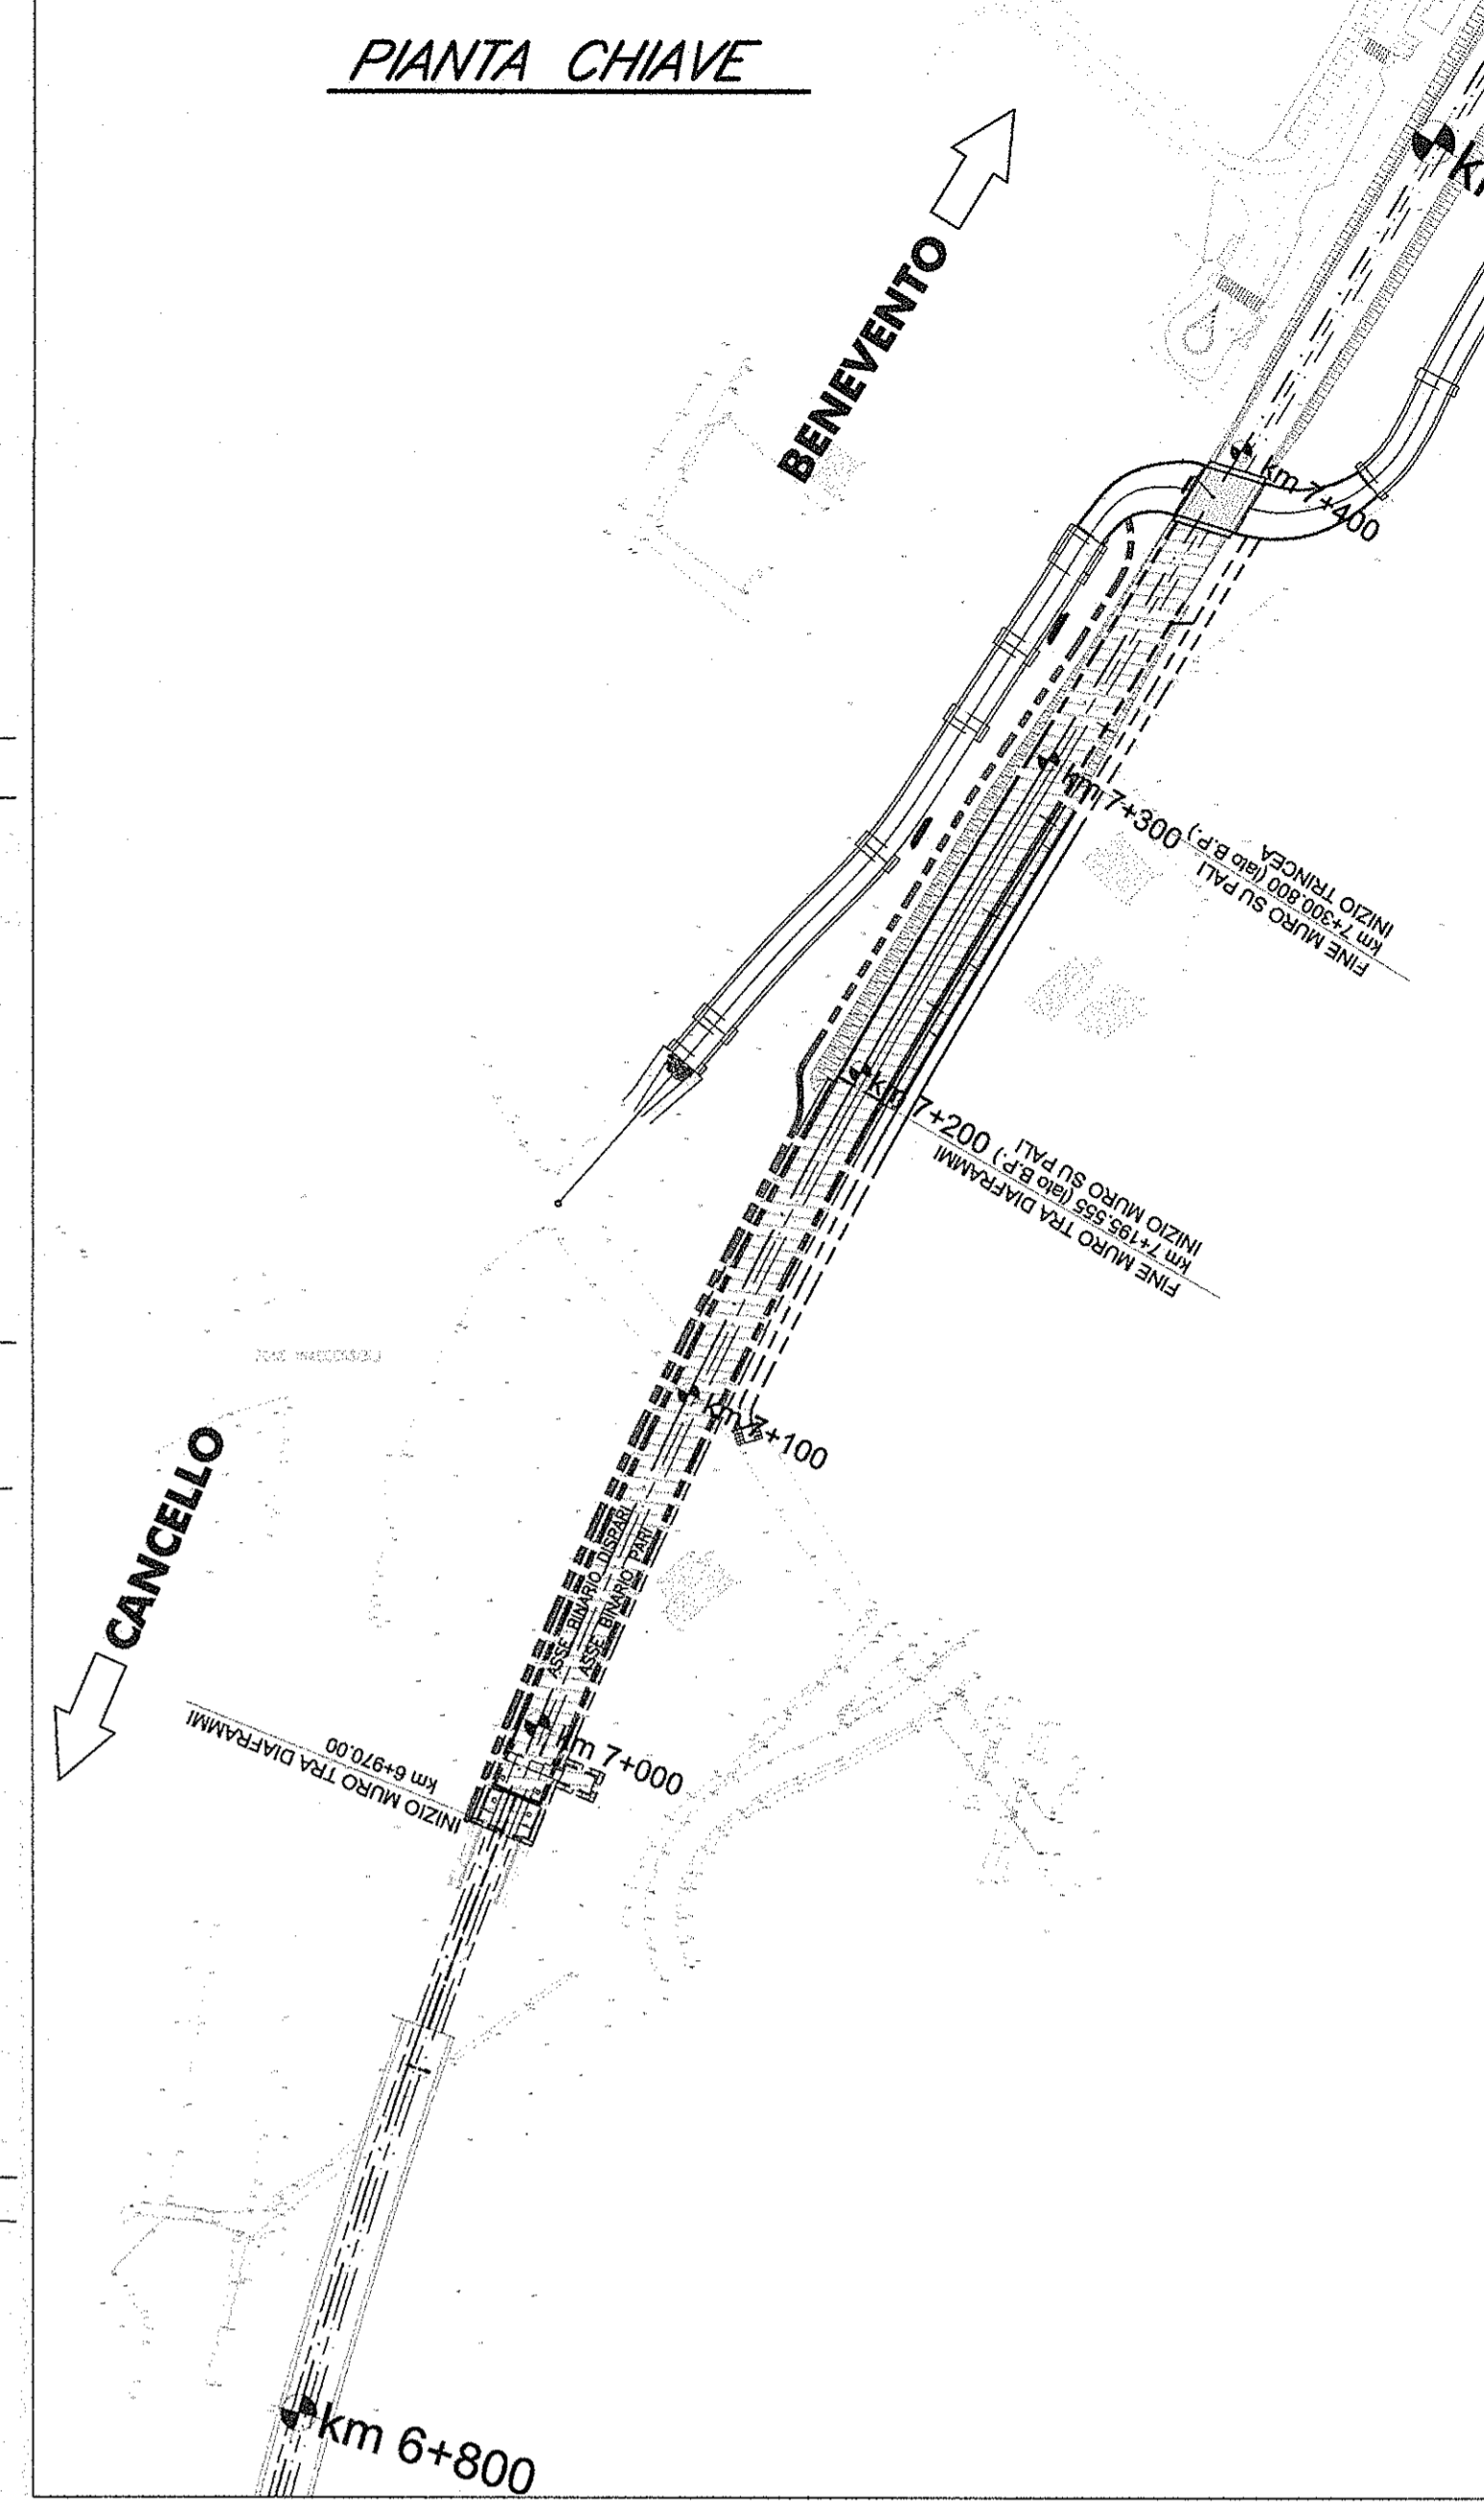 PIANTA CHIAVE
BENEVENTO
km 7+400
km 7+300
FINE MURO SU PALI
km 7+300.800 (lato B.P.)
INIZIO TRINCEA
km 7+200
FINE MURO TRA DIAFRAMMI
km 7+195.555 (lato B.P.)
INIZIO MURO SU PALI
km 7+100
CANCELLO
ASSE BINARIO DISPARI
ASSE BINARIO PARI
INIZIO MURO TRA DIAFRAMMI
km 6+970.00
km 7+000
km 6+800